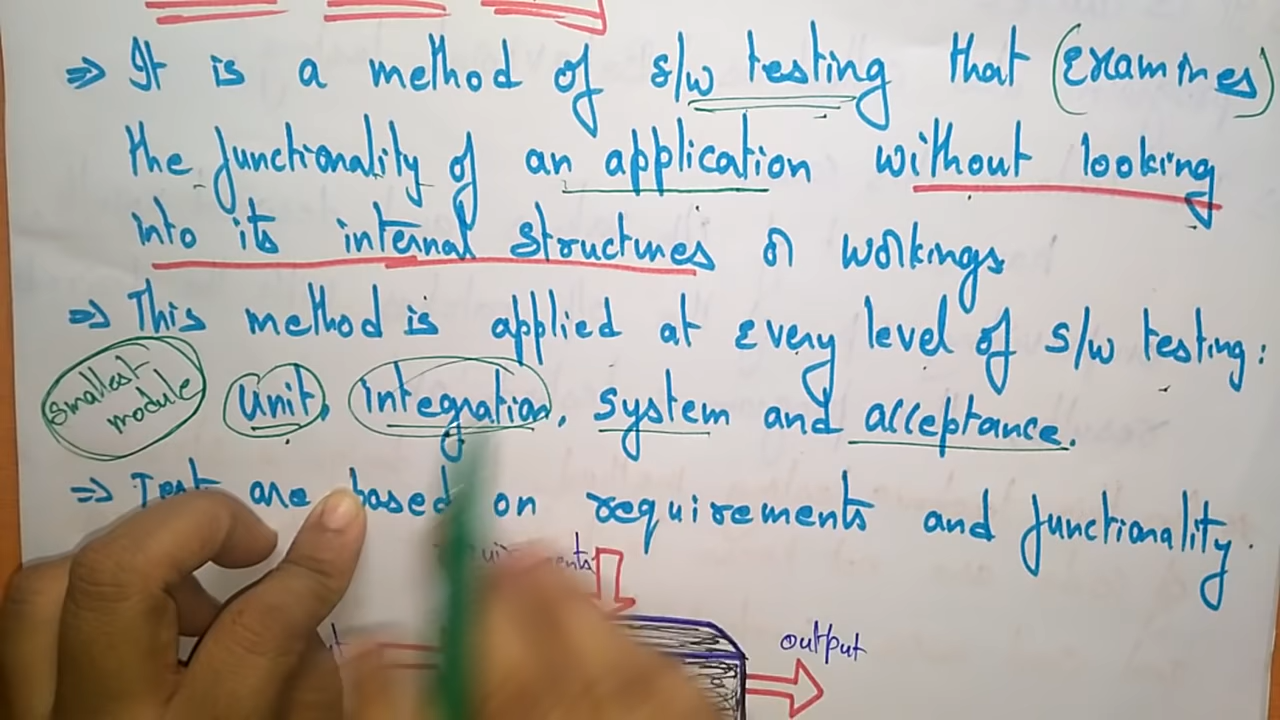 ⇒ It is a method of s/w testing that (examines)
the functionality of an application without looking
into its internal structures or workings
⇒ This method is applied at every level of s/w testing:
smallest
module
unit, integration, system and acceptance.
⇒ Test are based on requirements and functionality.
output